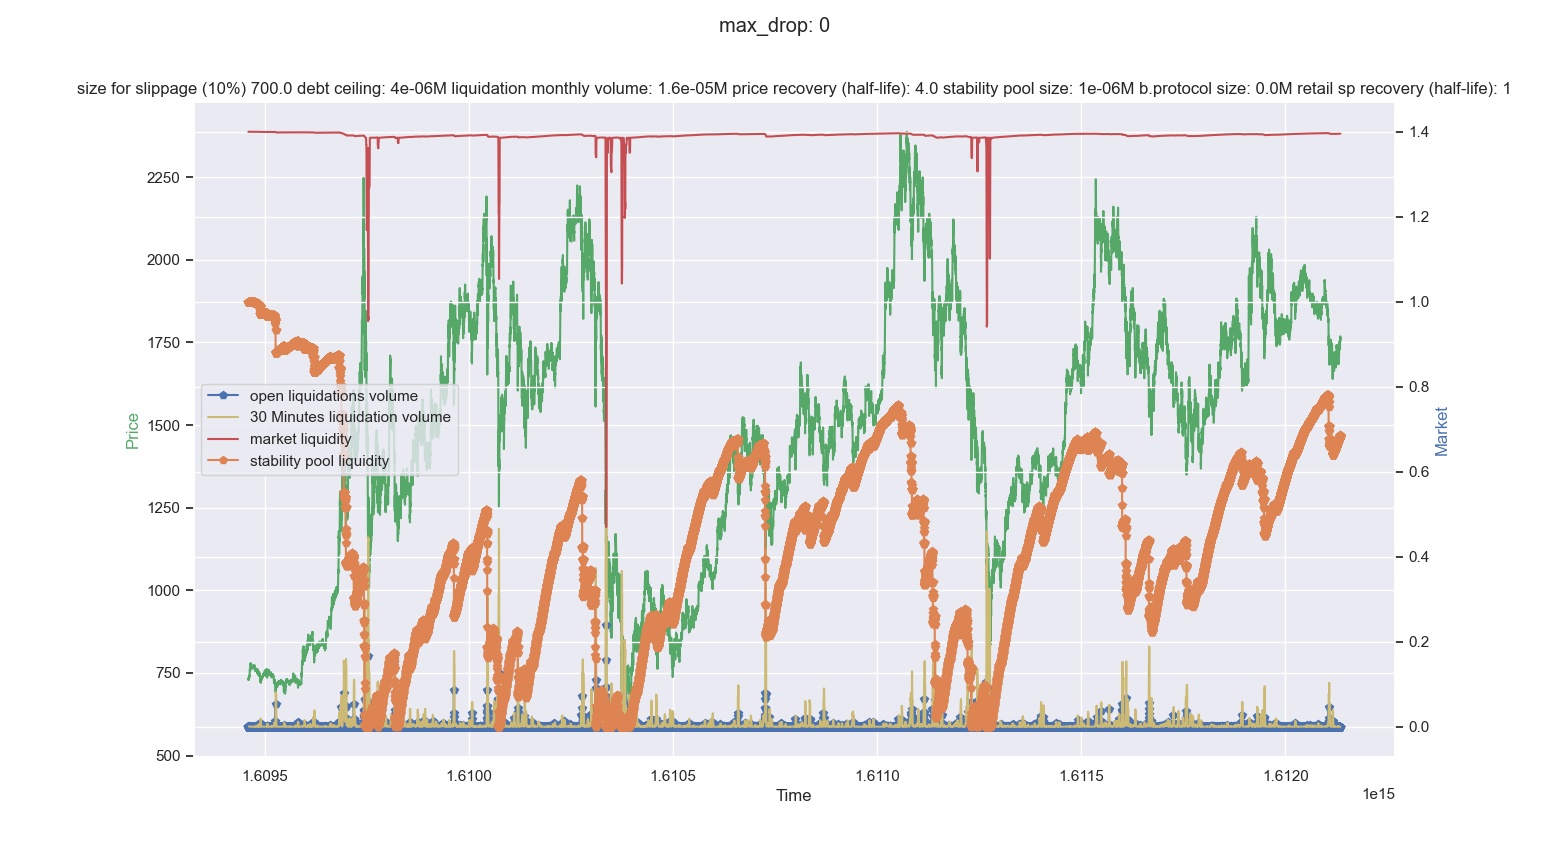 max_drop: 0
size for slippage (10%) 700.0 debt ceiling: 4e-06M liquidation monthly volume: 1.6e-05M price recovery (half-life): 4.0 stability pool size: 1e-06M b.protocol size: 0.0M retail sp recovery (half-life): 1
2250
2000
1750
1500
1250
1000
750
500
Price
open liquidations volume
30 Minutes liquidation volume
market liquidity
stability pool liquidity
1.4
1.2
1.0
0.8
0.6
0.4
0.2
0.0
Market
1.6095 1.6100 1.6105 1.6110 1.6115 1.6120
Time
1e15